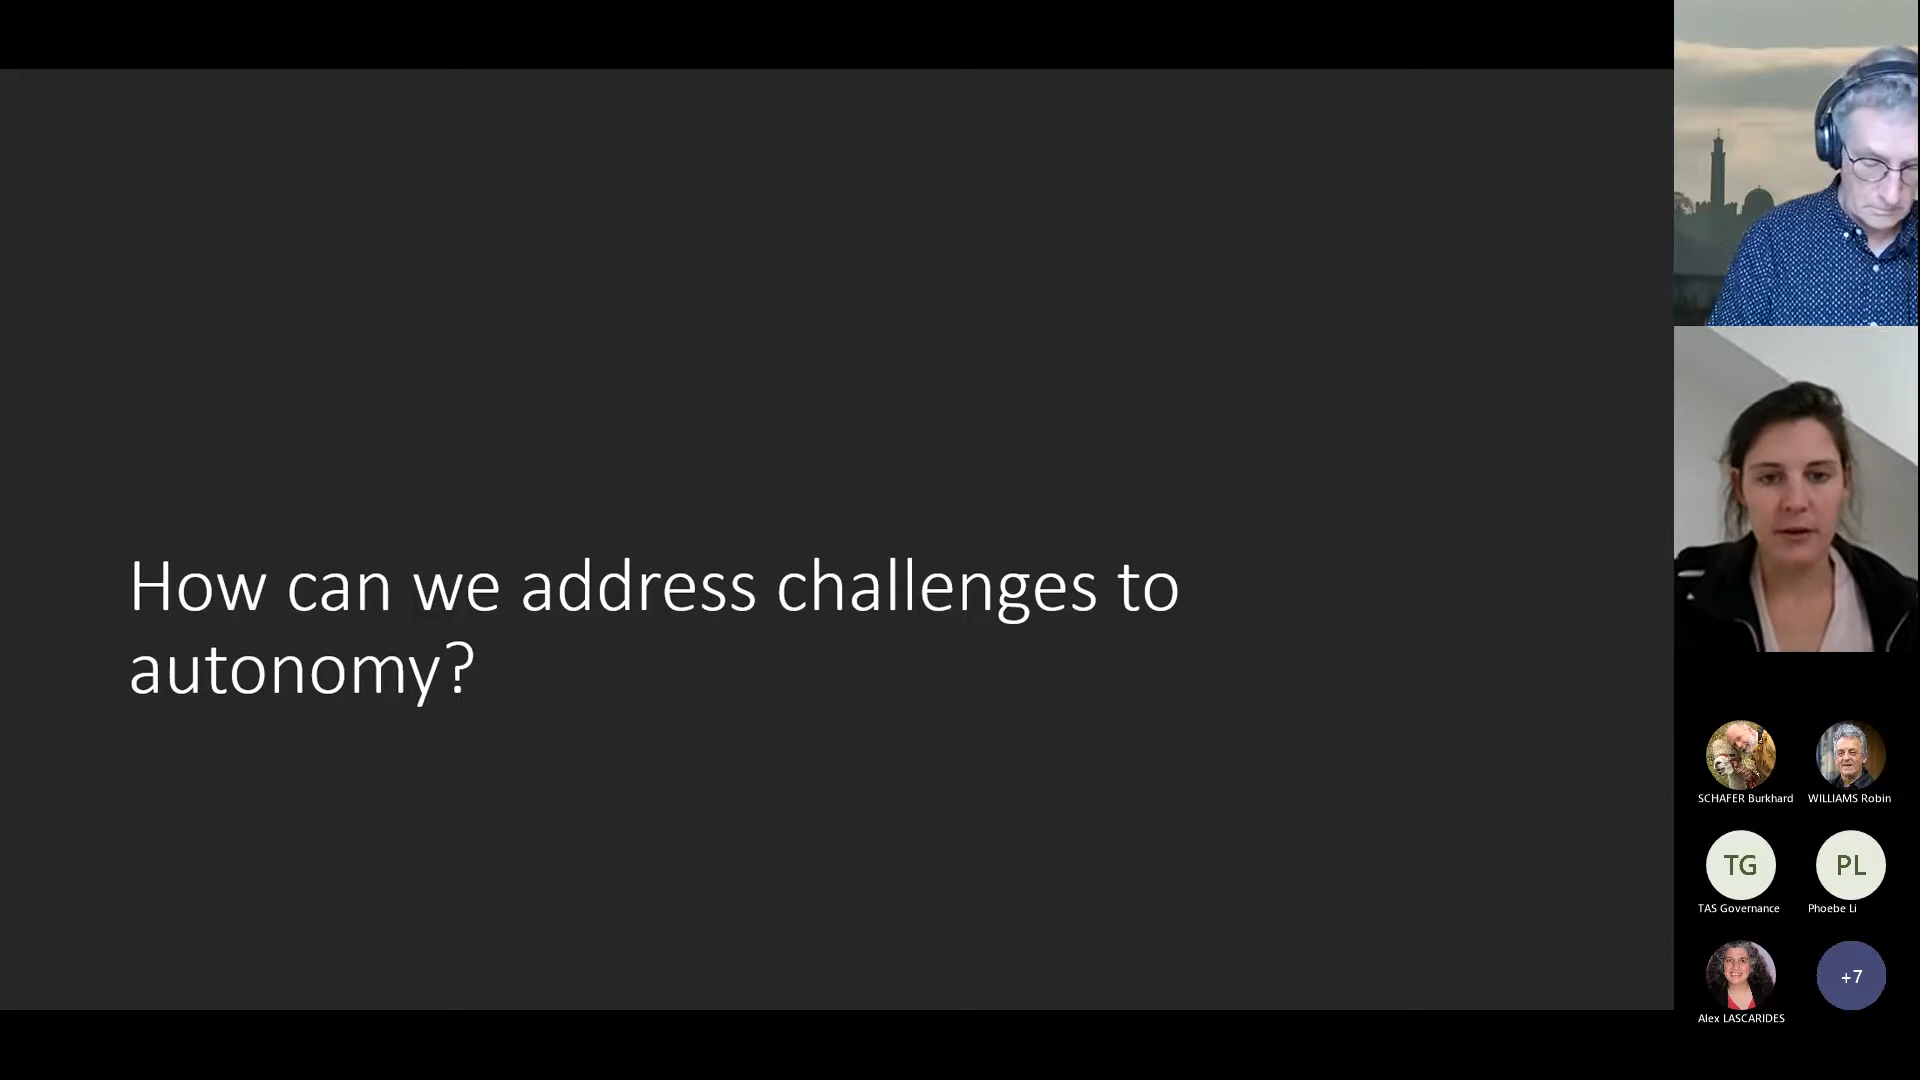 How can we address challenges to
autonomy?
SCHAFER Burkhard
WILLIAMS Robin
TG
PL
TAS Governance
Phoebe Li
+7
Alex LASCARIDES